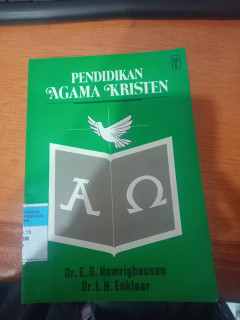 PENDIDIKAN
AGAMA KRISTEN
A Ω
Dr. E. G. Homrighausen
Dr. I. H. Enklaar